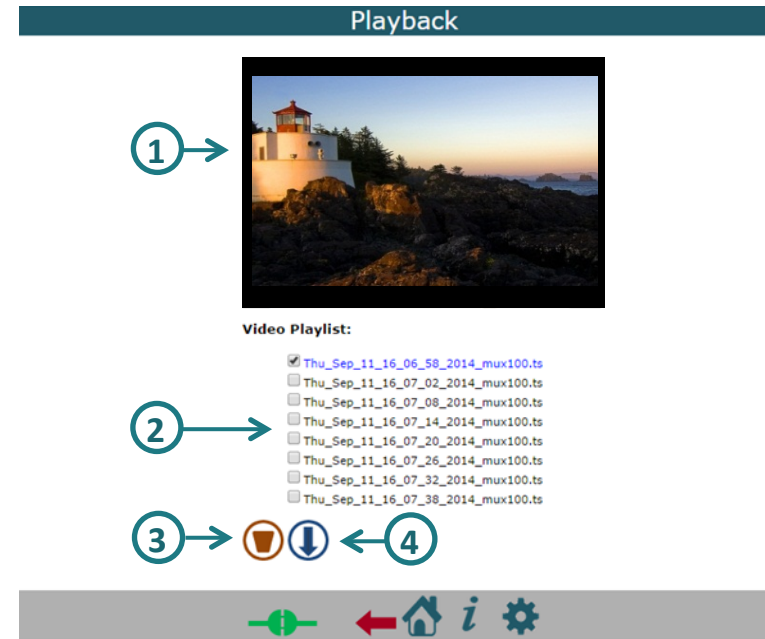 Playback
1
Video Playlist:
Thu_Sep_11_16_06_58_2014_mux100.ts
Thu_Sep_11_16_07_02_2014_mux100.ts
Thu_Sep_11_16_07_08_2014_mux100.ts
Thu_Sep_11_16_07_14_2014_mux100.ts
2
Thu_Sep_11_16_07_20_2014_mux100.ts
Thu_Sep_11_16_07_26_2014_mux100.ts
Thu_Sep_11_16_07_32_2014_mux100.ts
Thu_Sep_11_16_07_38_2014_mux100.ts
3 4
i